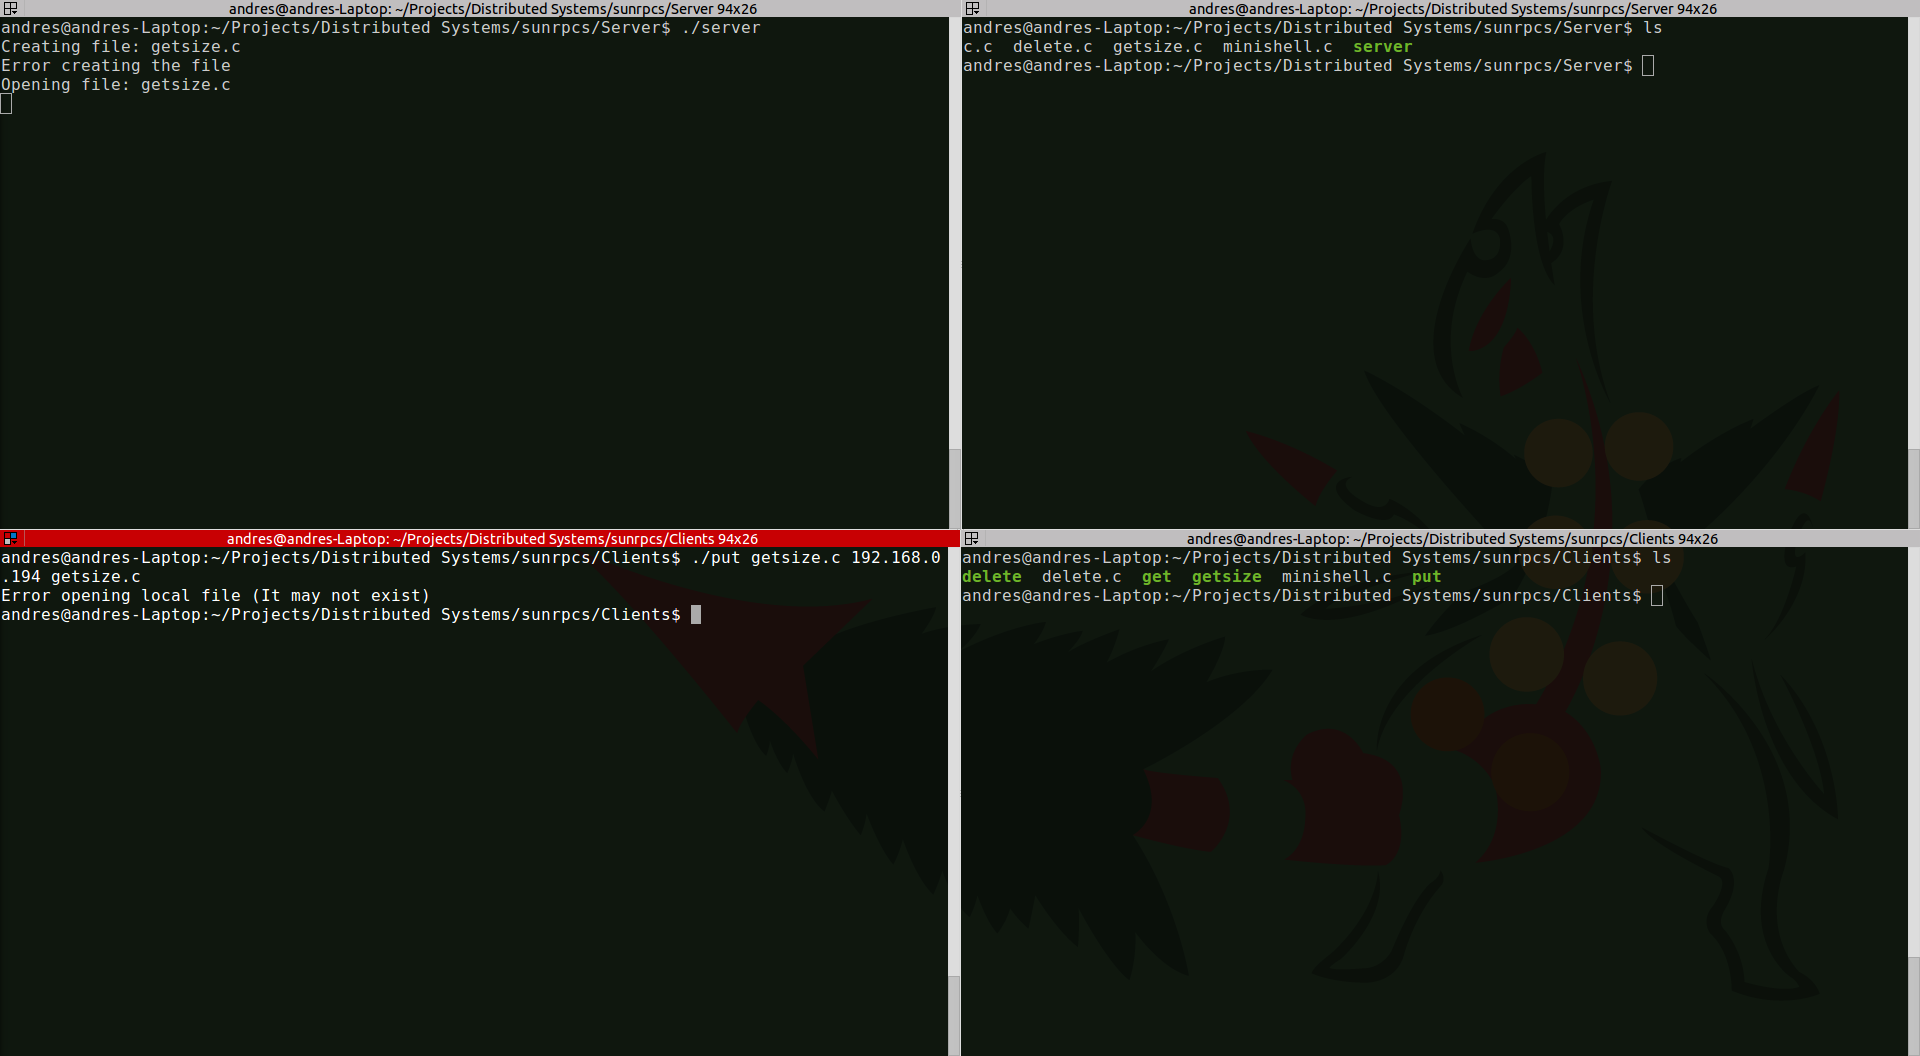 andres@andres-Laptop: ~/Projects/Distributed Systems/sunrpcs/Server 94x26
andres@andres-Laptop:~/Projects/Distributed Systems/sunrpcs/Server$ ./server
Creating file: getsize.c
Error creating the file
Opening file: getsize.c
andres@andres-Laptop: ~/Projects/Distributed Systems/sunrpcs/Server 94x26
andres@andres-Laptop:~/Projects/Distributed Systems/sunrpcs/Server$ ls
c.c  delete.c  getsize.c  minishell.c  server
andres@andres-Laptop:~/Projects/Distributed Systems/sunrpcs/Server$
andres@andres-Laptop: ~/Projects/Distributed Systems/sunrpcs/Clients 94x26
andres@andres-Laptop:~/Projects/Distributed Systems/sunrpcs/Clients$ ./put getsize.c 192.168.0
.194 getsize.c
Error opening local file (It may not exist)
andres@andres-Laptop:~/Projects/Distributed Systems/sunrpcs/Clients$
andres@andres-Laptop: ~/Projects/Distributed Systems/sunrpcs/Clients 94x26
andres@andres-Laptop:~/Projects/Distributed Systems/sunrpcs/Clients$ ls
delete  delete.c  get  getsize  minishell.c  put
andres@andres-Laptop:~/Projects/Distributed Systems/sunrpcs/Clients$